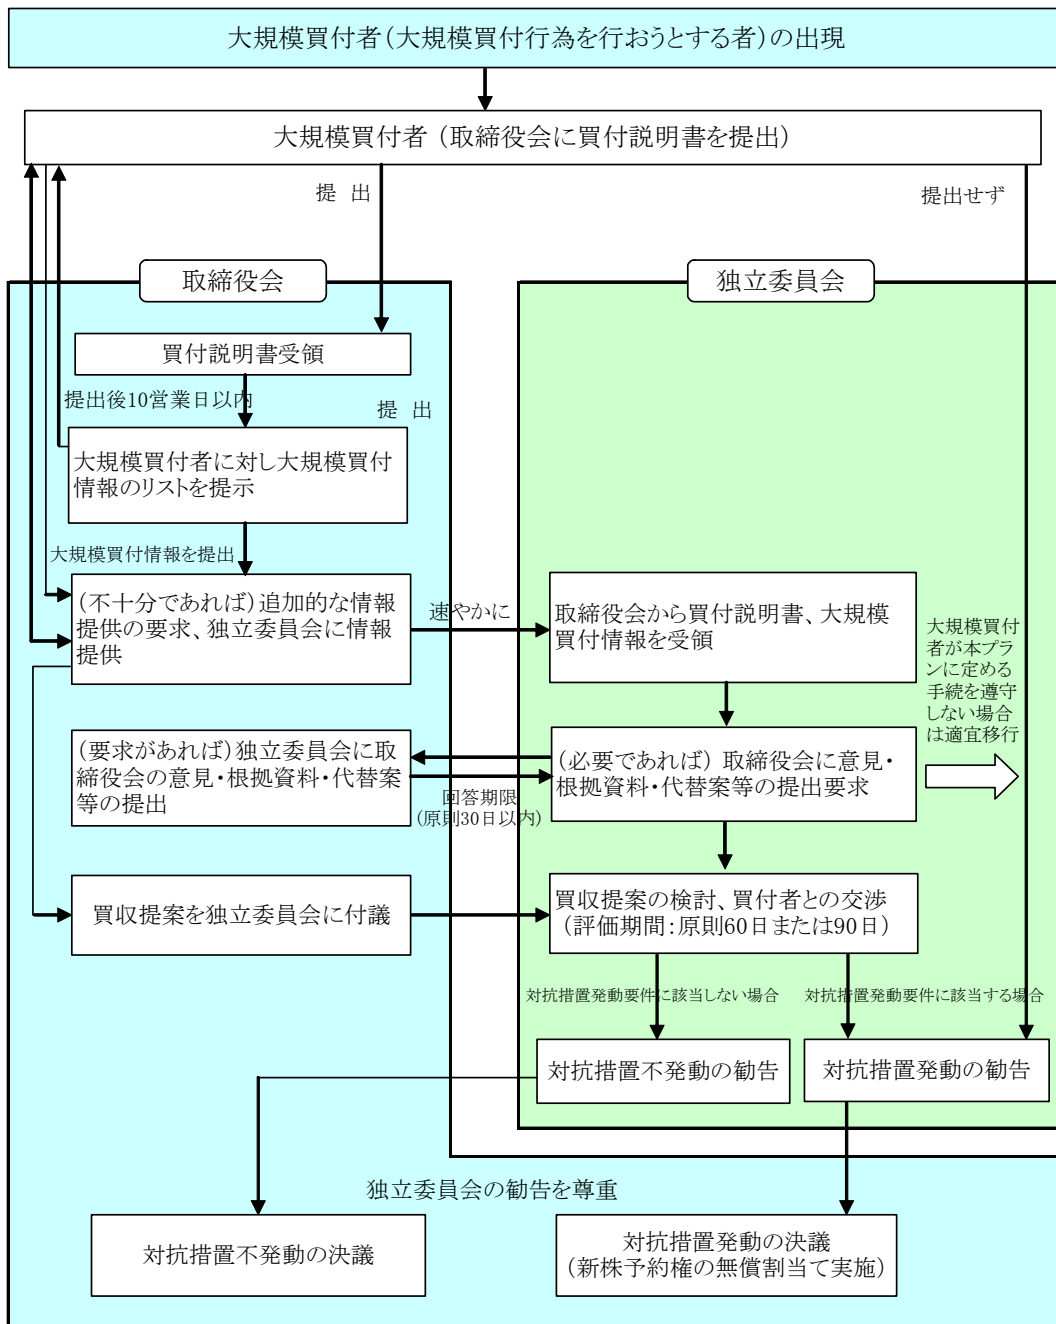 大規模買付者(大規模買付行為を行おうとする者)の出現
大規模買付者 (取締役会に買付説明書を提出)
提 出
提出せず
取締役会
独立委員会
買付説明書受領
提出後10営業日以内
提 出
大規模買付者に対し大規模買付
情報のリストを提示
大規模買付情報を提出
(不十分であれば)追加的な情報
提供の要求、独立委員会に情報
提供
速やかに
取締役会から買付説明書、大規模
買付情報を受領
大規模買付
者が本プラ
ンに定める
手続を遵守
しない場合
は適宜移行
(要求があれば)独立委員会に取
締役会の意見・根拠資料・代替案
等の提出
回答期限
(原則30日以内)
(必要であれば) 取締役会に意見・
根拠資料・代替案等の提出要求
買収提案を独立委員会に付議
買収提案の検討、買付者との交渉
(評価期間:原則60日または90日)
対抗措置発動要件に該当しない場合
対抗措置発動要件に該当する場合
対抗措置不発動の勧告
対抗措置発動の勧告
独立委員会の勧告を尊重
対抗措置不発動の決議
対抗措置発動の決議
(新株予約権の無償割当て実施)